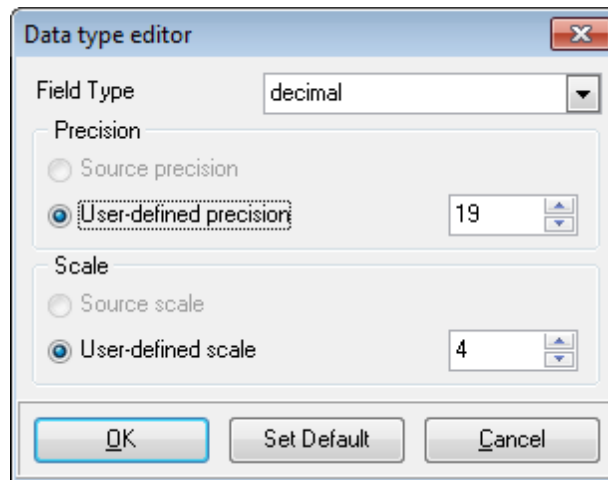 Data type editor
Field Type decimal
Precision
Source precision
User-defined precision 19
Scale
Source scale
User-defined scale 4
OK Set Default Cancel